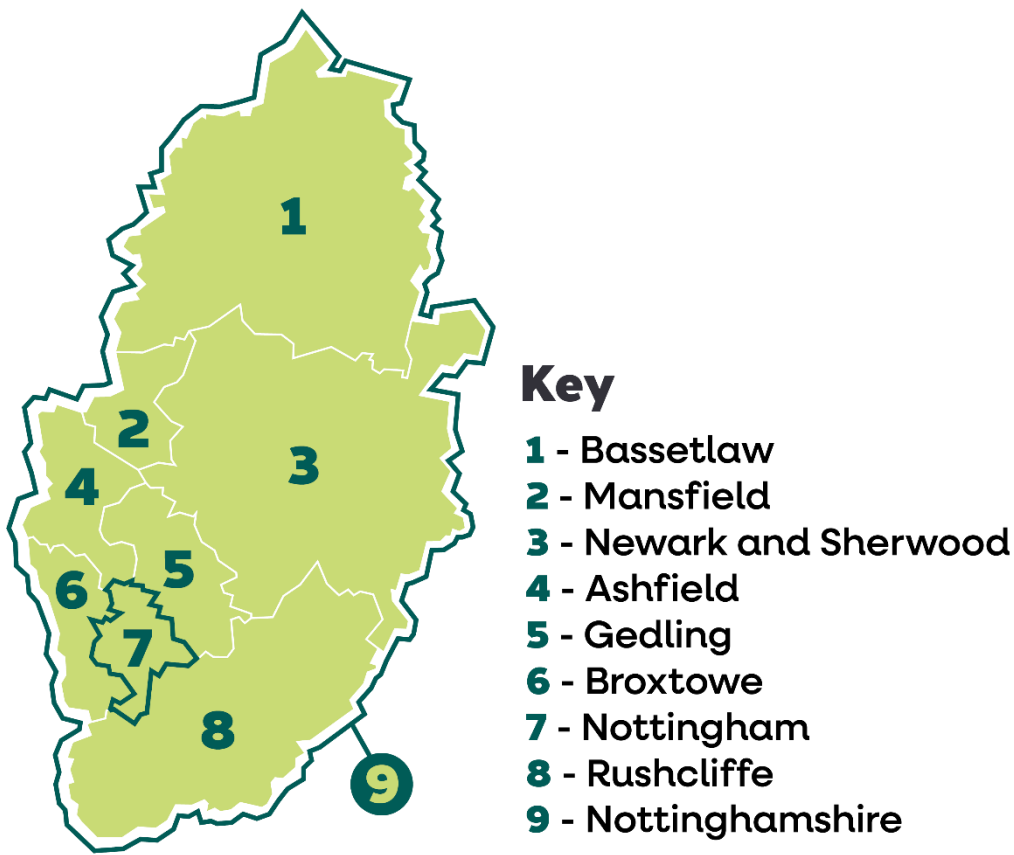 1
2
3
4
5
6
7
8
9
Key
1 - Bassetlaw
2 - Mansfield
3 - Newark and Sherwood
4 - Ashfield
5 - Gedling
6 - Broxtowe
7 - Nottingham
8 - Rushcliffe
9 - Nottinghamshire